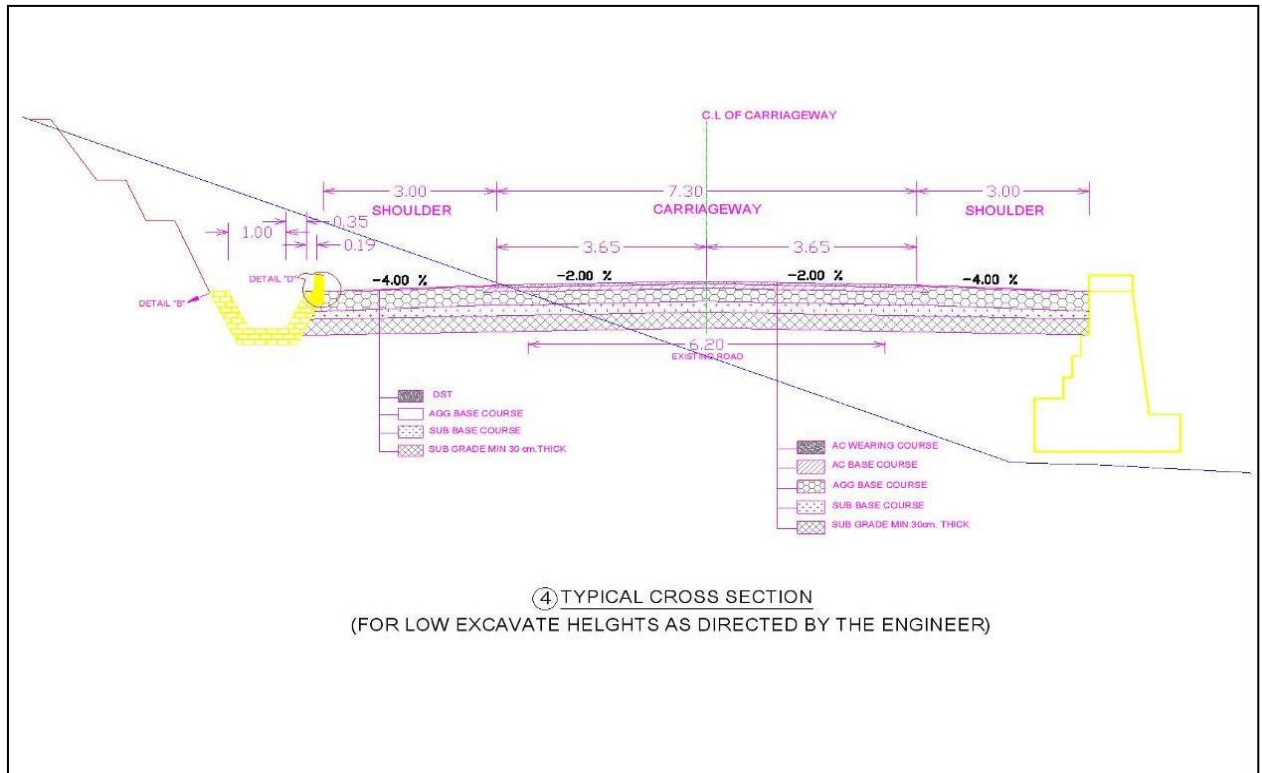 C.L OF CARRIAGEWAY
3.00
7.30
3.00
SHOULDER
CARRIAGEWAY
SHOULDER
0.35
1.00
0.19
3.65
3.65
DETAIL "D"
-4.00 %
-2.00 %
-2.00 %
-4.00 %
DETAIL "B"
6.20
EXISTING ROAD
DST
AGG BASE COURSE
SUB BASE COURSE
SUB GRADE MIN 30 cm.THICK
AC WEARING COURSE
AC BASE COURSE
AGG BASE COURSE
SUB BASE COURSE
SUB GRADE MIN 30cm. THICK
4 TYPICAL CROSS SECTION
(FOR LOW EXCAVATE HELGHTS AS DIRECTED BY THE ENGINEER)